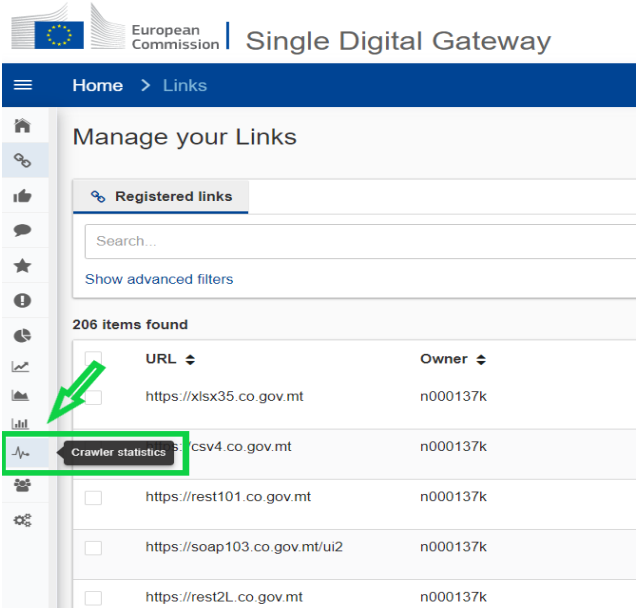 European
Commission
Single Digital Gateway
Home > Links
Manage your Links
Registered links
Search...
Show advanced filters
206 items found
URL Owner
https://xlsx35.co.gov.mt n000137k
/csv4.co.gov.mt n000137k
Crawler statistics
https://rest101.co.gov.mt n000137k
https://soap103.co.gov.mt/ui2 n000137k
https://rest2L.co.gov.mt n000137k